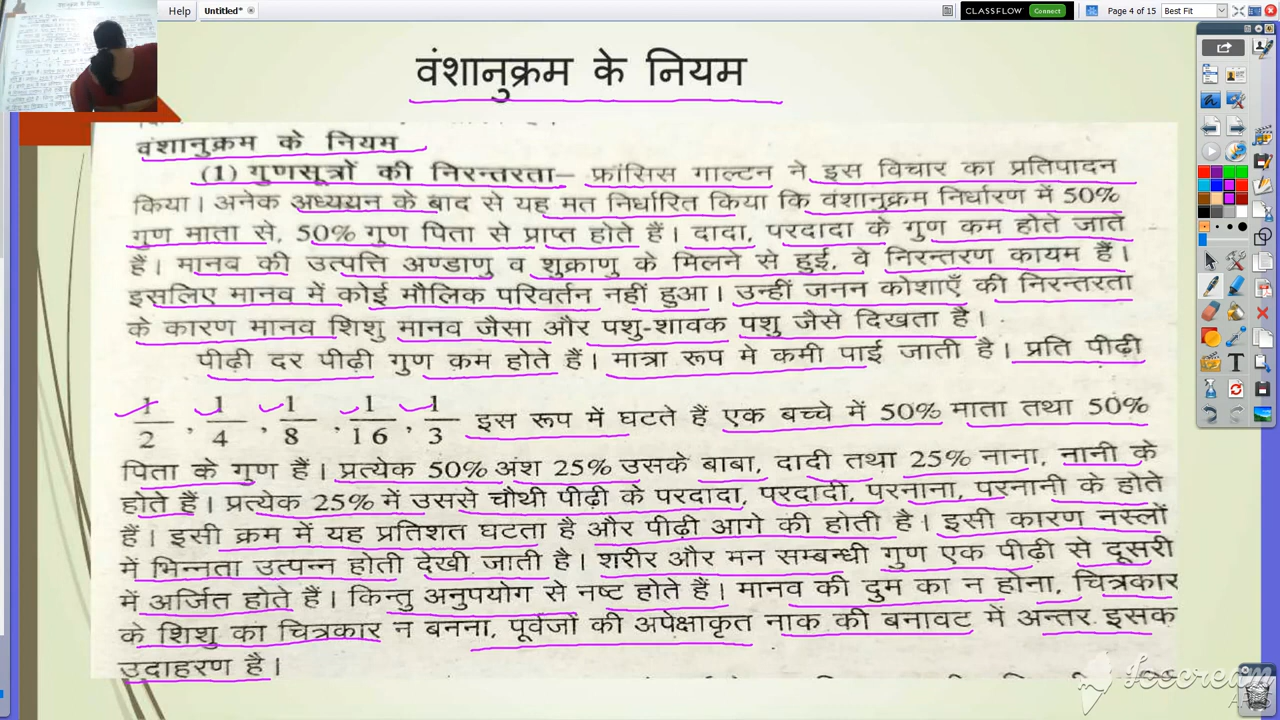 Help Untitled* CLASSFLOW Connect Page 4 of 15 Best Fit
वंशानुक्रम के नियम
वंशानुक्रम के नियम
(1) गुणसूत्रों की निरन्तरता– फ्रांसिस गाल्टन ने इस विचार का प्रतिपादन
किया। अनेक अध्ययन के बाद से यह मत निर्धारित किया कि वंशानुक्रम निर्धारण में 50%
गुण माता से, 50% गुण पिता से प्राप्त होते हैं। दादा, परदादा के गुण कम होते जाते
हैं। मानव की उत्पत्ति अण्डाणु व शुक्राणु के मिलने से हुई, वे निरन्तरण कायम हैं।
इसलिए मानव में कोई मौलिक परिवर्तन नहीं हुआ। उन्हीं जनन कोशाएँ की निरन्तरता
के कारण मानव शिशु मानव जैसा और पशु-शावक पशु जैसे दिखता है।
पीढ़ी दर पीढ़ी गुण क़म होते हैं। मात्रा रूप मे कमी पाई जाती है। प्रति पीढ़ी
1/2, 1/4, 1/8, 1/16, 1/3 इस रूप में घटते हैं एक बच्चे में 50% माता तथा 50%
पिता के गुण हैं। प्रत्येक 50% अंश 25% उसके बाबा, दादी तथा 25% नाना, नानी के
होते हैं। प्रत्येक 25% में उससे चौथी पीढ़ी के परदादा, परदादी, परनाना, परनानी के होते
हैं। इसी क्रम में यह प्रतिशत घटता है और पीढ़ी आगे की होती है। इसी कारण नस्लों
में भिन्नता उत्पन्न होती देखी जाती है। शरीर और मन सम्बन्धी गुण एक पीढ़ी से दूसरी
में अर्जित होते हैं। किन्तु अनुपयोग से नष्ट होते हैं। मानव की दुम का न होना, चित्रकार
के शिशु का चित्रकार न बनना, पूर्वजों की अपेक्षाकृत नाक की बनावट में अन्तर इसक
उदाहरण है।
Icecream
APPS